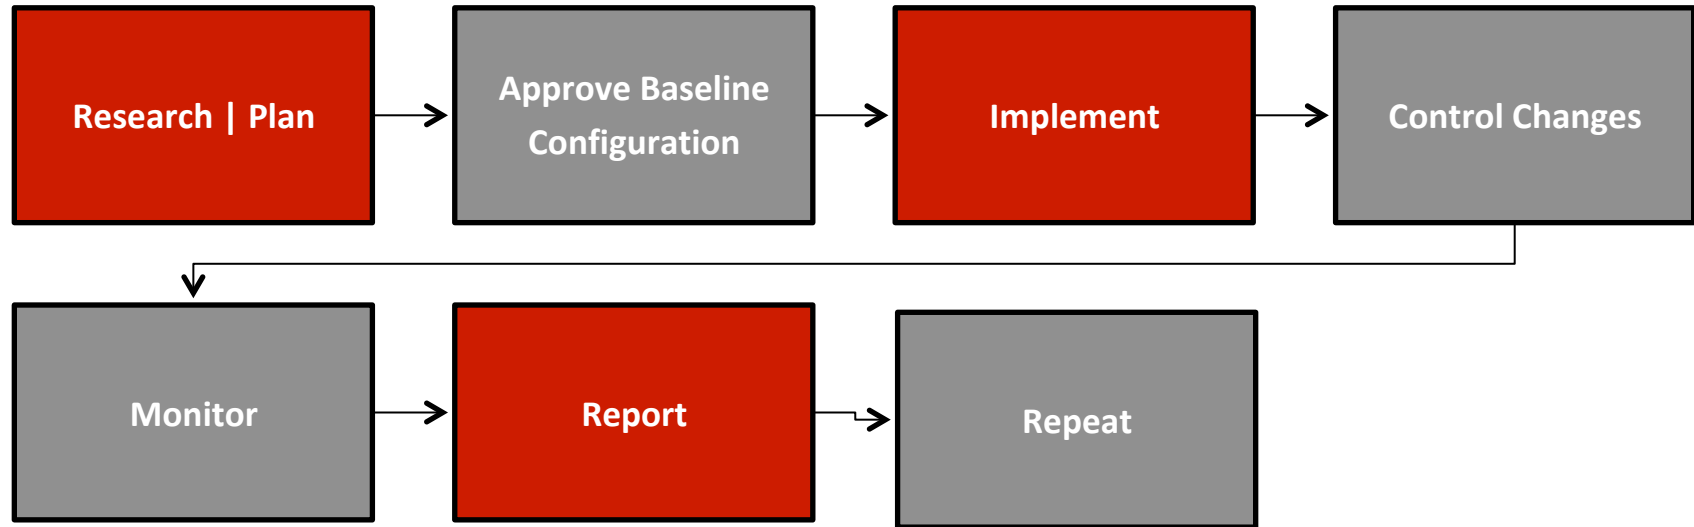 Research | Plan
Approve Baseline
Configuration
Implement
Control Changes
Monitor
Report
Repeat